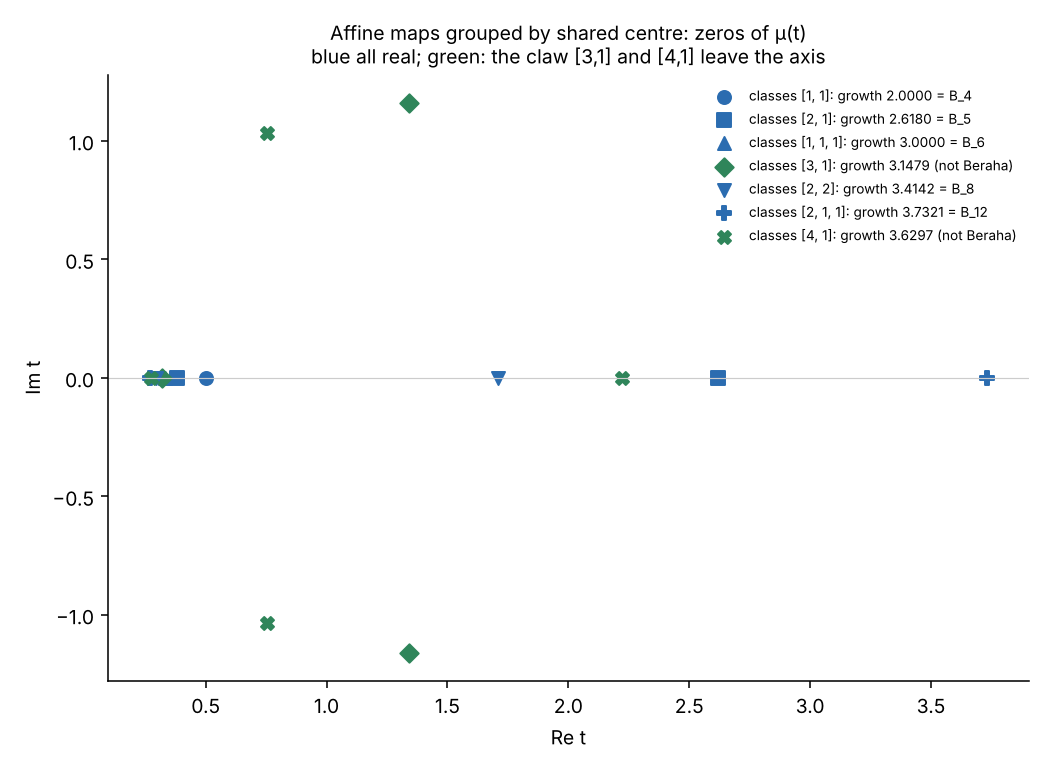 Affine maps grouped by shared centre: zeros of μ(t)
blue all real; green: the claw [3,1] and [4,1] leave the axis
classes [1, 1]: growth 2.0000 = B_4
classes [2, 1]: growth 2.6180 = B_5
classes [1, 1, 1]: growth 3.0000 = B_6
classes [3, 1]: growth 3.1479 (not Beraha)
classes [2, 2]: growth 3.4142 = B_8
classes [2, 1, 1]: growth 3.7321 = B_12
classes [4, 1]: growth 3.6297 (not Beraha)
1.0
0.5
0.0
−0.5
−1.0
Im t
0.5
1.0
1.5
2.0
2.5
3.0
3.5
Re t